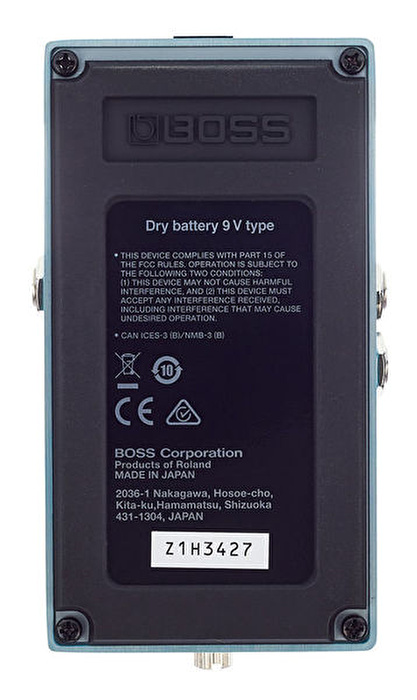 BOSS
Dry battery 9 V type
• THIS DEVICE COMPLIES WITH PART 15 OF
THE FCC RULES. OPERATION IS SUBJECT TO
THE FOLLOWING TWO CONDITIONS:
(1) THIS DEVICE MAY NOT CAUSE HARMFUL
INTERFERENCE, AND (2) THIS DEVICE MUST
ACCEPT ANY INTERFERENCE RECEIVED,
INCLUDING INTERFERENCE THAT MAY CAUSE
UNDESIRED OPERATION.
• CAN ICES-3 (B)/NMB-3 (B)
10
CE
BOSS Corporation
Products of Roland
MADE IN JAPAN
2036-1 Nakagawa, Hosoe-cho,
Kita-ku,Hamamatsu, Shizuoka
431-1304, JAPAN
Z1H3427